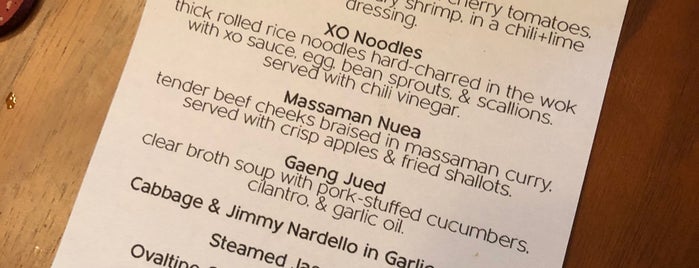 cherry tomatoes,
shrimp, in a chili+lime
dressing.
XO Noodles
thick rolled rice noodles hard-charred in the wok
with xo sauce, egg, bean sprouts, & scallions.
served with chili vinegar.
Massaman Nuea
tender beef cheeks braised in massaman curry.
served with crisp apples & fried shallots.
Gaeng Jued
clear broth soup with pork-stuffed cucumbers,
cilantro, & garlic oil.
Cabbage & Jimmy Nardello in Garlic
Steamed
Ovaltine